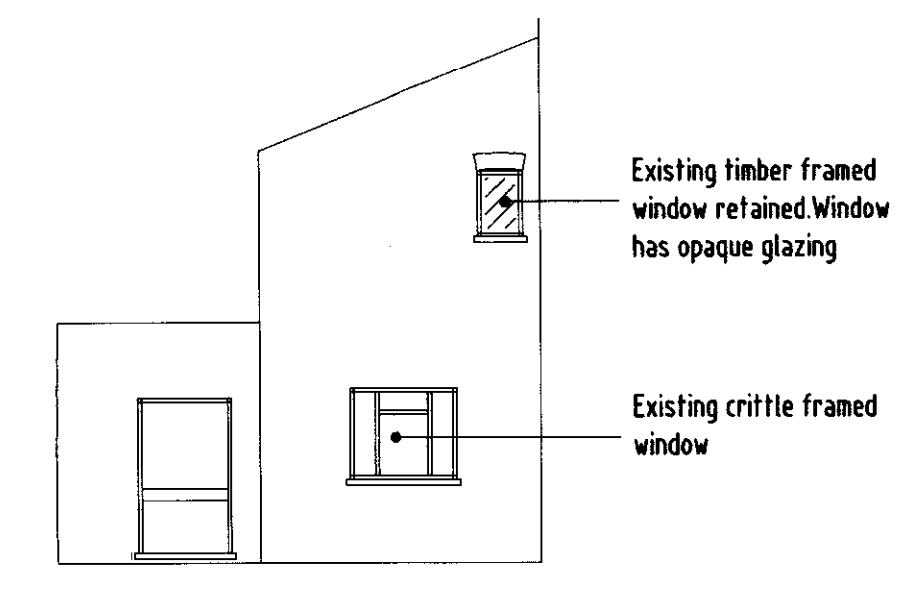 Existing timber framed
window retained.Window
has opaque glazing
Existing crittle framed
window